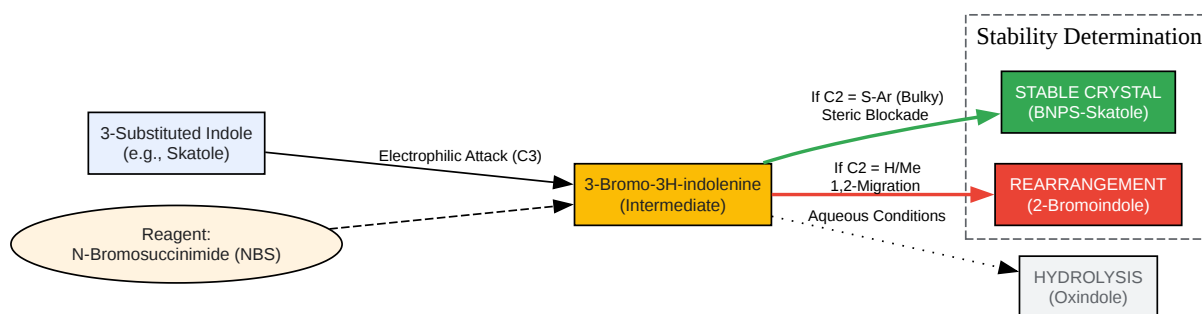 Stability Determination
3-Substituted Indole
(e.g., Skatole)
Reagent:
N-Bromosuccinimide (NBS)
Electrophilic Attack (C3)
3-Bromo-3H-indolenine
(Intermediate)
If C2 = S-Ar (Bulky)
Steric Blockade
If C2 = H/Me
1,2-Migration
Aqueous Conditions
STABLE CRYSTAL
(BNPS-Skatole)
REARRANGEMENT
(2-Bromoindole)
HYDROLYSIS
(Oxindole)